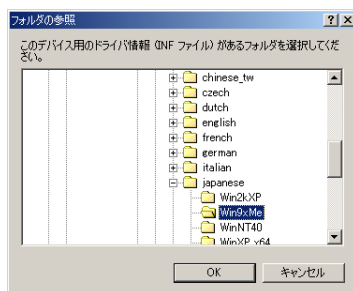 フォルダの参照
このデバイス用のドライバ情報 (INF ファイル) があるフォルダを選択してくだ
さい。
chinese_tw
czech
dutch
english
french
german
italian
japanese
Win2kXP
Win9xMe
WinNT40
WinXP_x64
OK キャンセル